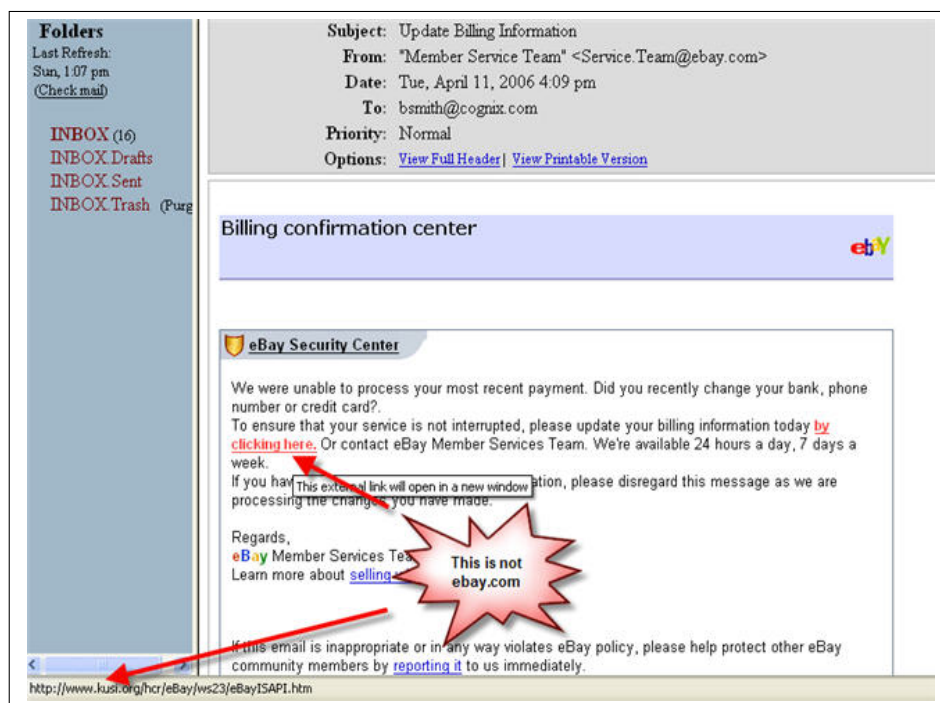 Folders
Last Refresh:
Sun, 1:07 pm
(Check mail)
INBOX (16)
INBOX.Drafts
INBOX.Sent
INBOX.Trash (Purg
Subject: Update Billing Information
From: "Member Service Team" <Service.Team@ebay.com>
Date: Tue, April 11, 2006 4:09 pm
To: bsmith@cognix.com
Priority: Normal
Options: View Full Header | View Printable Version
Billing confirmation center
ebY
eBay Security Center
We were unable to process your most recent payment. Did you recently change your bank, phone
number or credit card?.
To ensure that your service is not interrupted, please update your billing information today by
clicking here. Or contact eBay Member Services Team. We're available 24 hours a day, 7 days a
week.
If you hav ation, please disregard this message as we are
This external link will open in a new window
processing the changes you have made.
Regards,
eBay Member Services Tea
Learn more about selling
This is not
ebay.com
If this email is inappropriate or in any way violates eBay policy, please help protect other eBay
community members by reporting it to us immediately.
http://www.kusi.org/hcr/eBay/ws23/eBayISAPI.htm